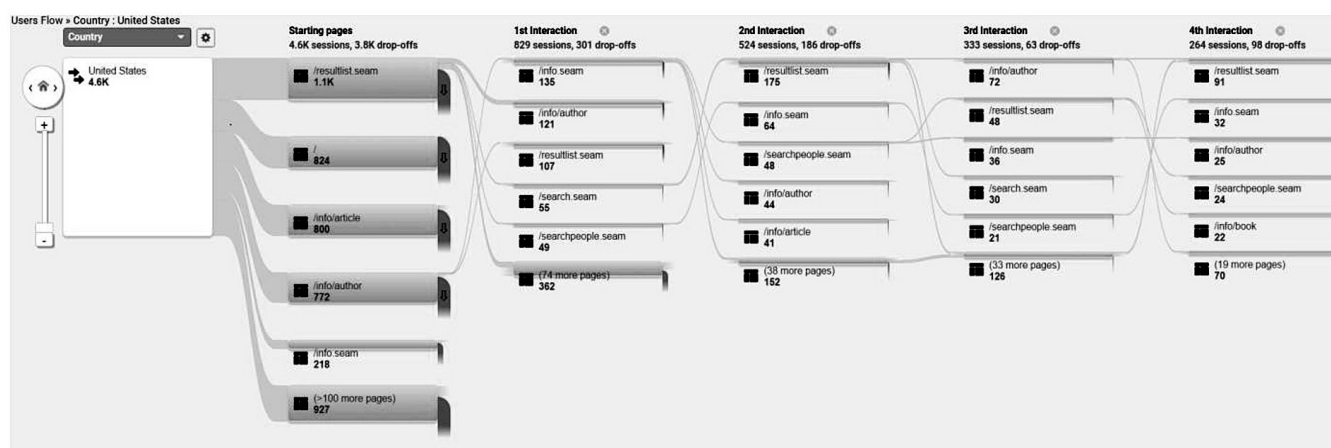 Users Flow » Country : United States
Country
United States
4.6K
Starting pages
4.6K sessions, 3.8K drop-offs
/resultlist.seam
1.1K
/
824
/info/article
800
/info/author
772
/info.seam
218
(>100 more pages)
927
1st Interaction
829 sessions, 301 drop-offs
/info.seam
135
/info/author
121
/resultlist.seam
107
/search.seam
55
/searchpeople.seam
49
(74 more pages)
362
2nd Interaction
524 sessions, 186 drop-offs
/resultlist.seam
175
/info.seam
64
/searchpeople.seam
48
/info/author
44
/info/article
41
(38 more pages)
152
3rd Interaction
333 sessions, 63 drop-offs
/info/author
72
/resultlist.seam
48
/info.seam
36
/search.seam
30
/searchpeople.seam
21
(33 more pages)
126
4th Interaction
264 sessions, 98 drop-offs
/resultlist.seam
91
/info.seam
32
/info/author
25
/searchpeople.seam
24
/info/book
22
(19 more pages)
70